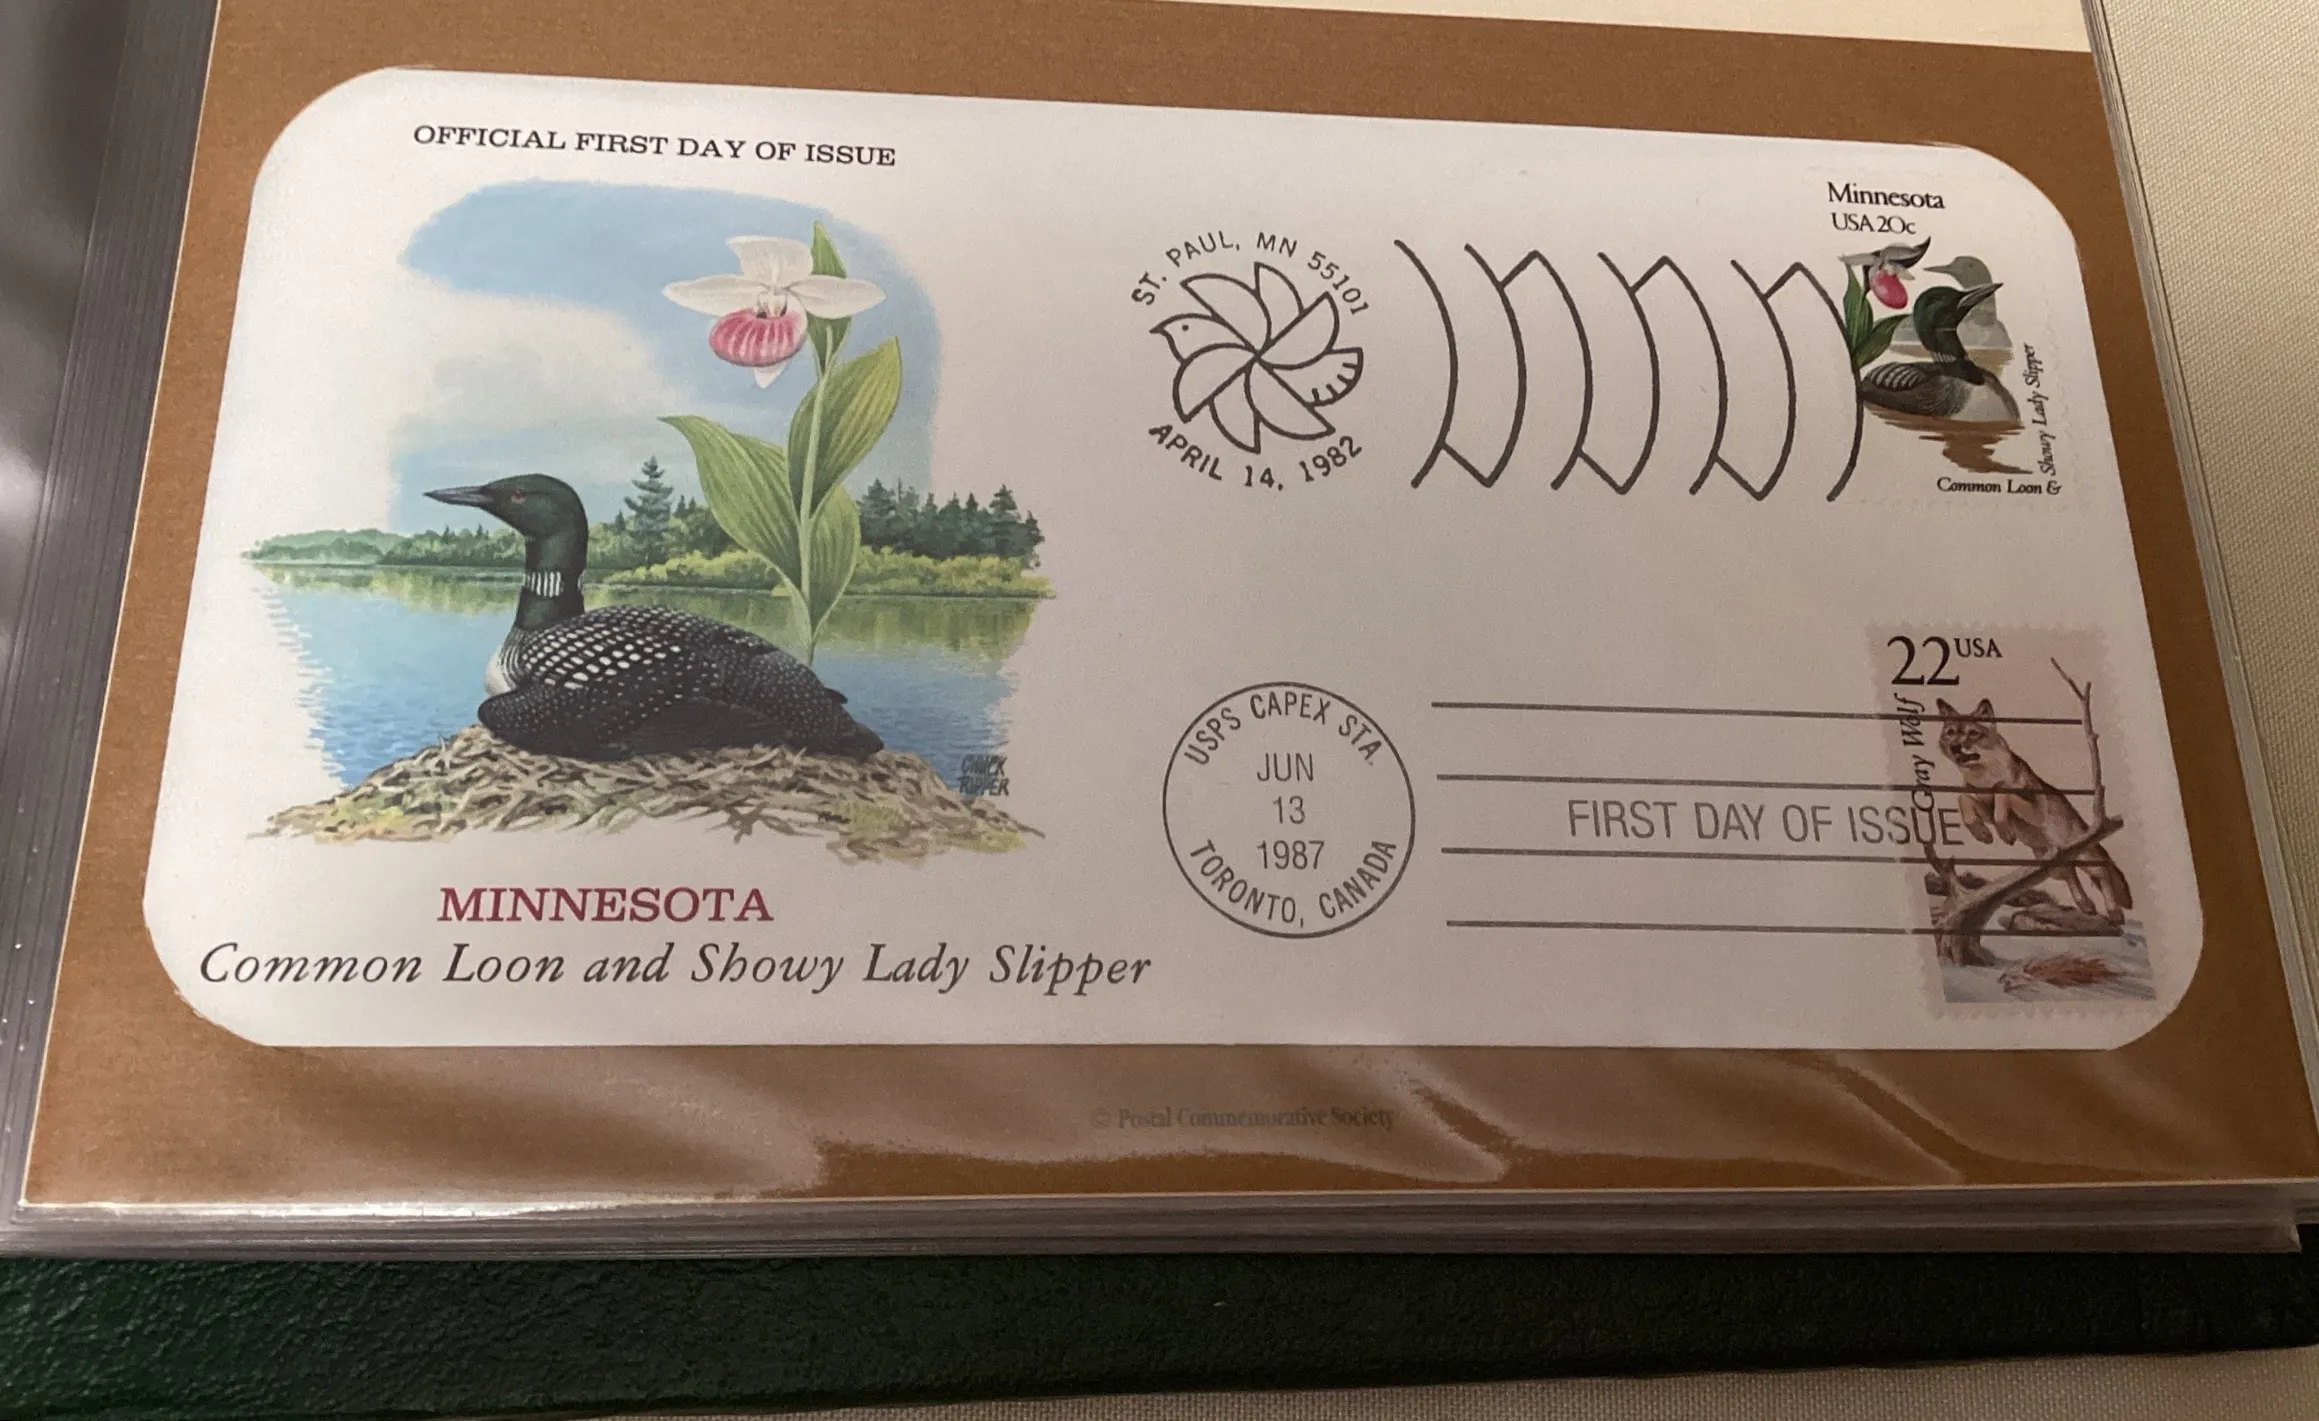 OFFICIAL FIRST DAY OF ISSUE
ST. PAUL, MN 55101
APRIL 14, 1982
Minnesota
USA 20c
Showy Lady Slipper
Common Loon &
CHUCK
RIPPER
MINNESOTA
Common Loon and Showy Lady Slipper
USPS CAPEX STA.
JUN
13
1987
TORONTO, CANADA
FIRST DAY OF ISSUE
22 USA
Gray Wolf
© Postal Commemorative Society